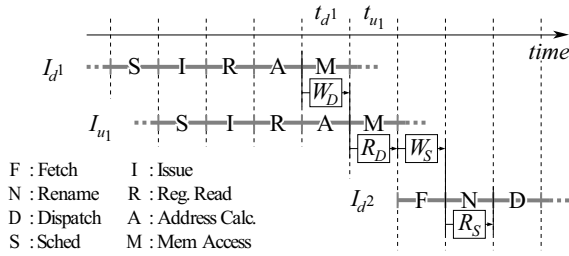 t_d1 t_u1
time
I_d1 S I R A M
W_D
I_u1 S I R A M
R_D W_S
F : Fetch I : Issue
N : Rename R : Reg. Read
D : Dispatch A : Address Calc.
S : Sched M : Mem Access
I_d2 F N D
R_S